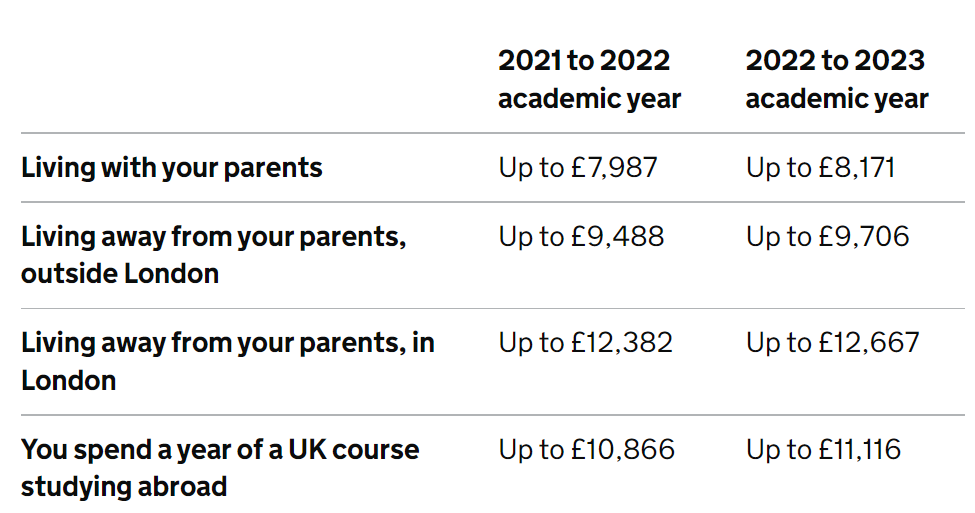 2021 to 2022 academic year
2022 to 2023 academic year
Living with your parents
Up to £7,987
Up to £8,171
Living away from your parents, outside London
Up to £9,488
Up to £9,706
Living away from your parents, in London
Up to £12,382
Up to £12,667
You spend a year of a UK course studying abroad
Up to £10,866
Up to £11,116